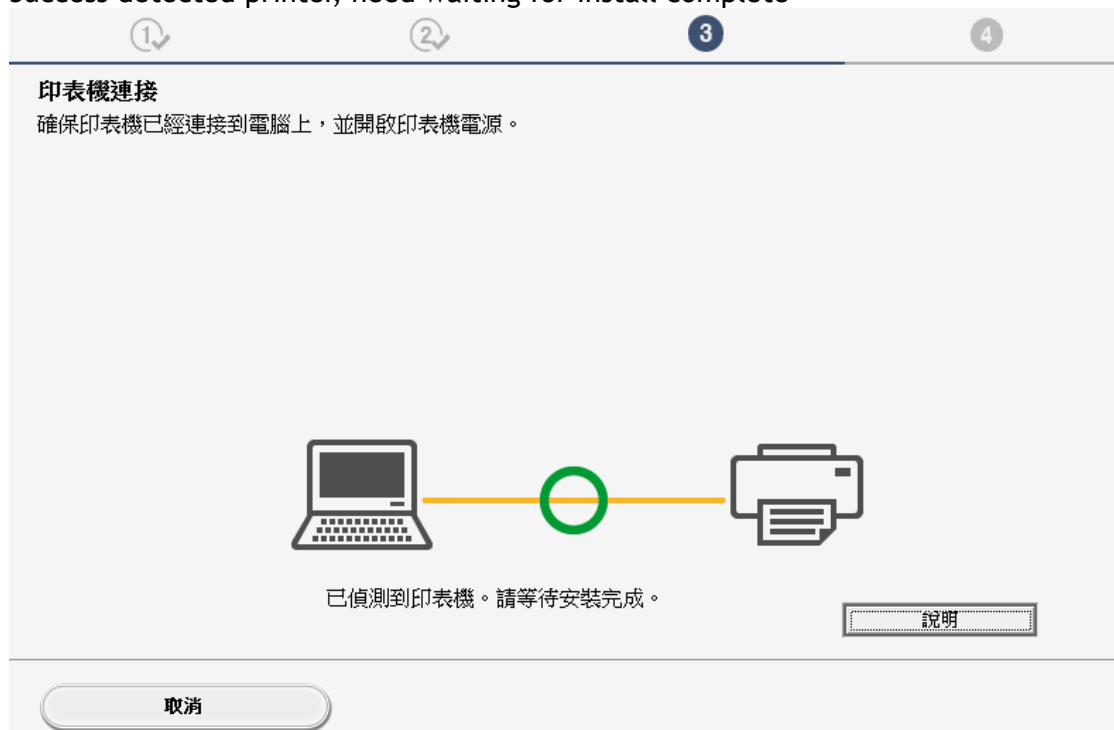 success detected printer, need waiting for install complete
1 2 3 4
印表機連接
確保印表機已經連接到電腦上，並開啟印表機電源。
已偵測到印表機。請等待安裝完成。
說明
取消